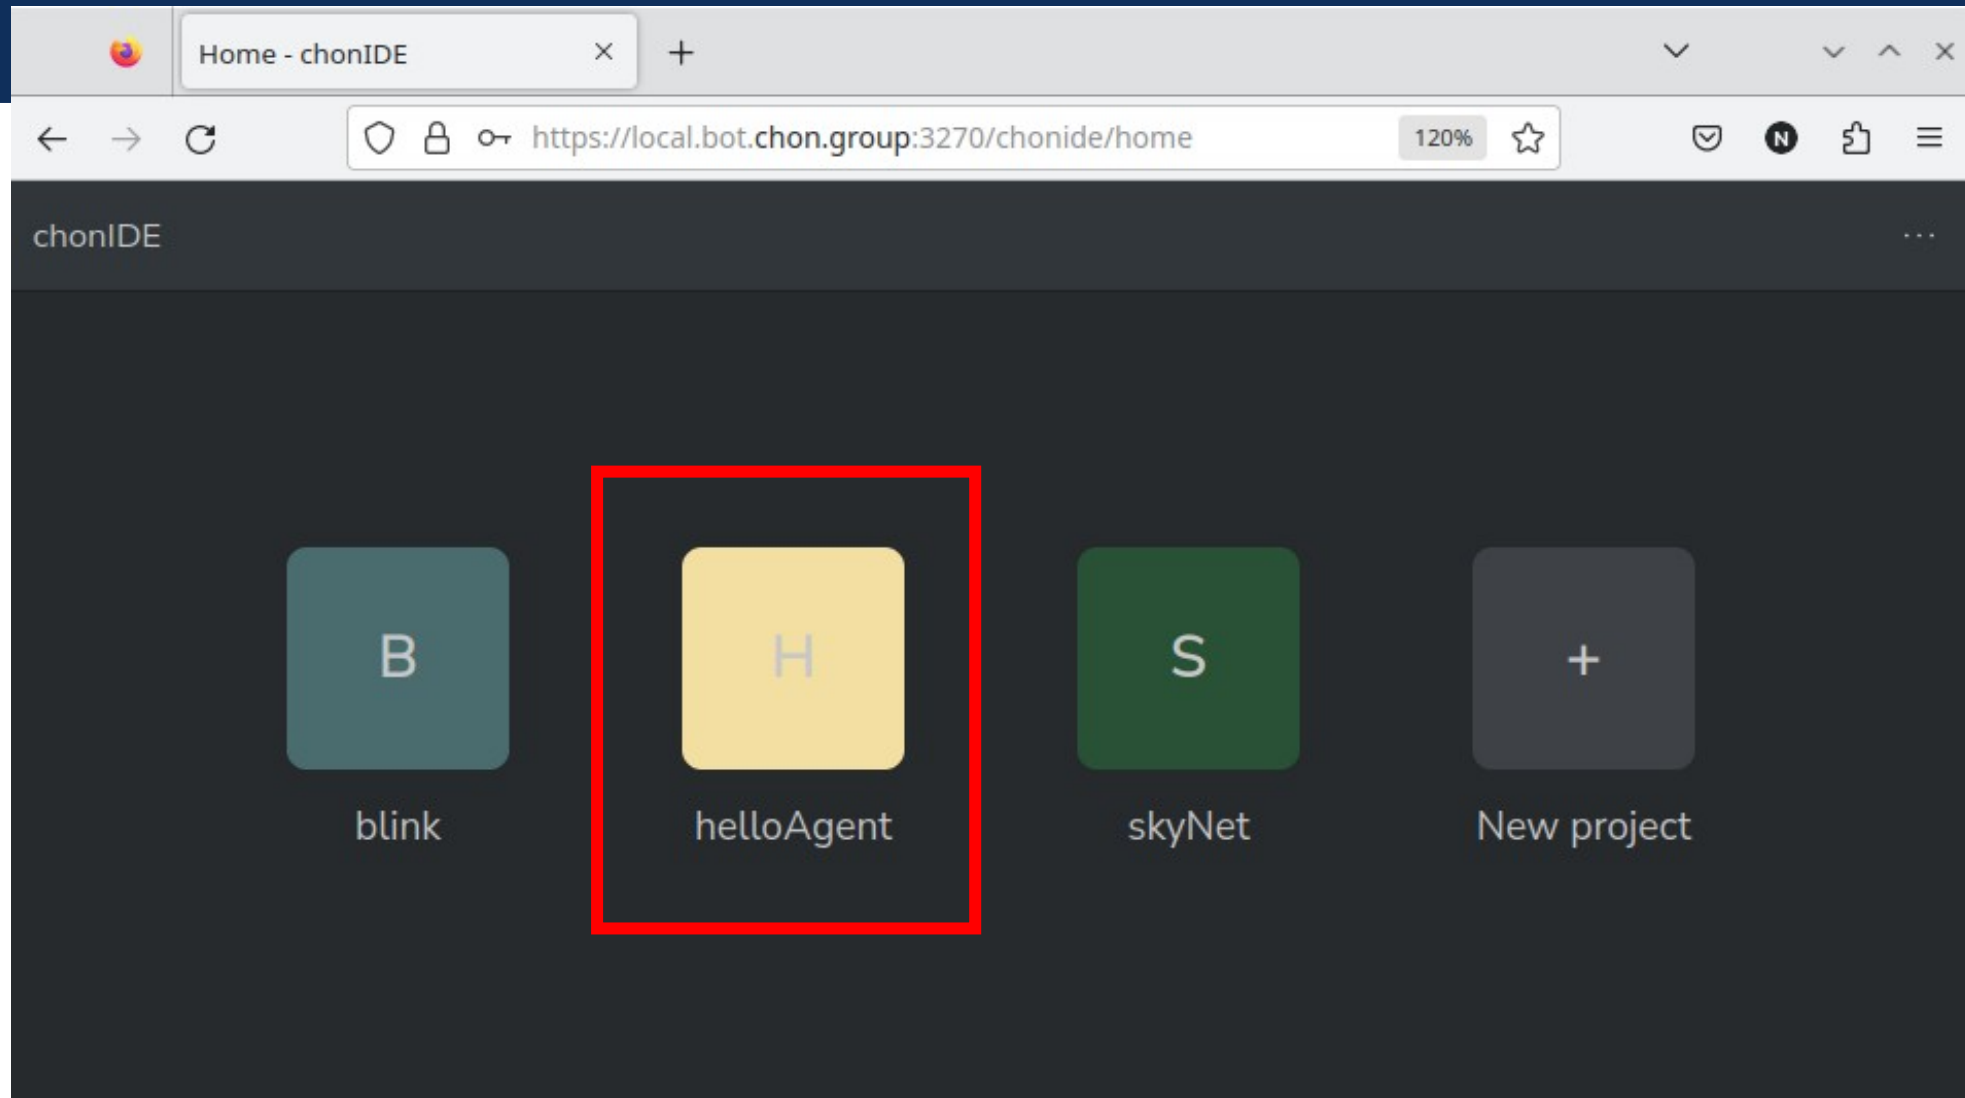 Home - chonIDE
https://local.bot.chon.group:3270/chonide/home 120% N
chonIDE ...
B H S +
blink helloAgent skyNet New project